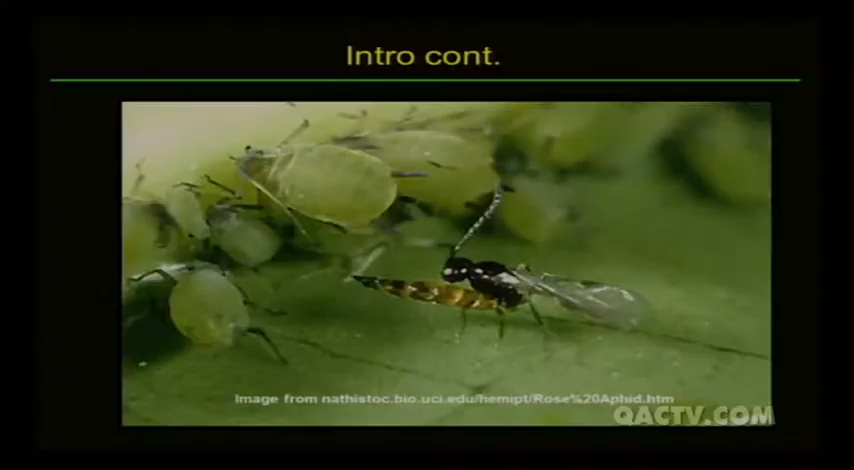 Intro cont.
Image from nathistoc.bio.uci.edu/hemipt/Rose%20Aphid.htm
QACTV.COM